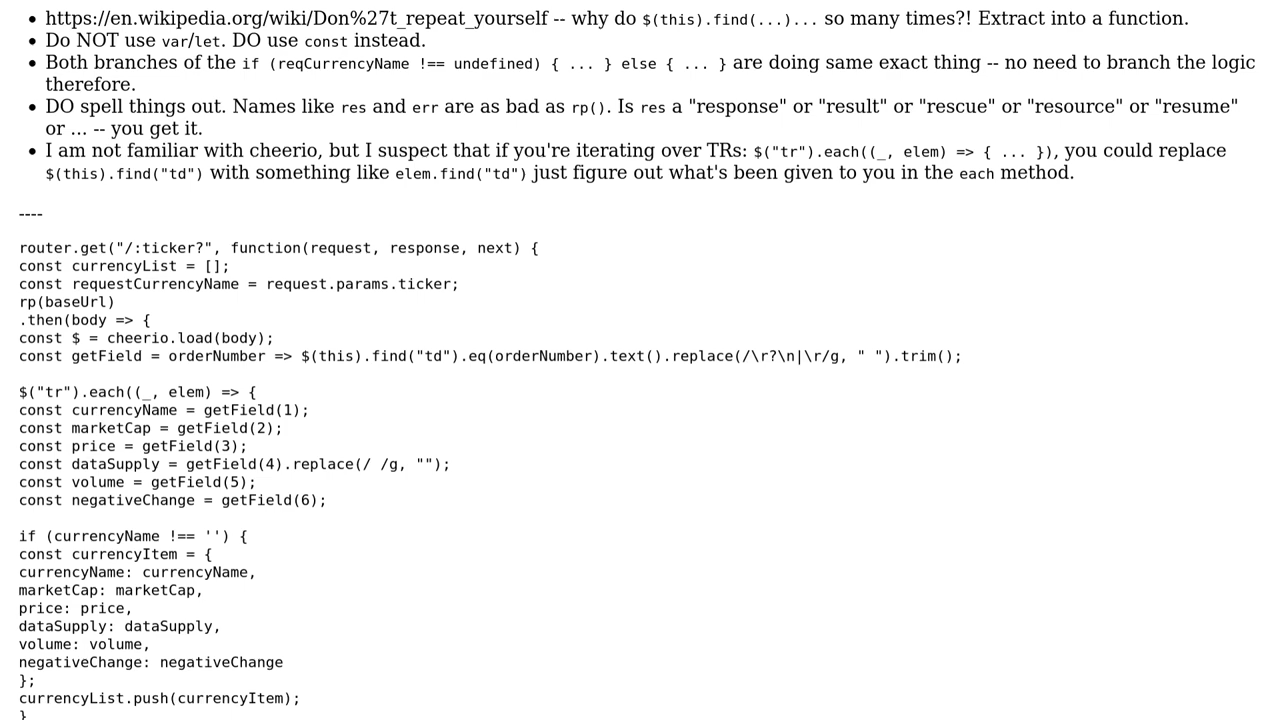 • https://en.wikipedia.org/wiki/Don%27t_repeat_yourself -- why do $(this).find(...)... so many times?! Extract into a function.
• Do NOT use var/let. DO use const instead.
• Both branches of the if (reqCurrencyName !== undefined) { ... } else { ... } are doing same exact thing -- no need to branch the logic
therefore.
• DO spell things out. Names like res and err are as bad as rp(). Is res a "response" or "result" or "rescue" or "resource" or "resume"
or ... -- you get it.
• I am not familiar with cheerio, but I suspect that if you're iterating over TRs: $("tr").each((_, elem) => { ... }), you could replace
$(this).find("td") with something like elem.find("td") just figure out what's been given to you in the each method.
----
router.get("/:ticker?", function(request, response, next) {
const currencyList = [];
const requestCurrencyName = request.params.ticker;
rp(baseUrl)
.then(body => {
const $ = cheerio.load(body);
const getField = orderNumber => $(this).find("td").eq(orderNumber).text().replace(/\r?\n|\r/g, " ").trim();
$("tr").each((_, elem) => {
const currencyName = getField(1);
const marketCap = getField(2);
const price = getField(3);
const dataSupply = getField(4).replace(/ /g, "");
const volume = getField(5);
const negativeChange = getField(6);
if (currencyName !== '') {
const currencyItem = {
currencyName: currencyName,
marketCap: marketCap,
price: price,
dataSupply: dataSupply,
volume: volume,
negativeChange: negativeChange
};
currencyList.push(currencyItem);
}